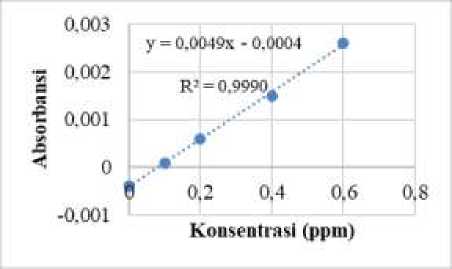 0,003
y = 0,0049x - 0,0004
0,002
R² = 0,9990
0,001
0
0 0,2 0,4 0,6 0,8
-0,001
Absorbansi
Konsentrasi (ppm)